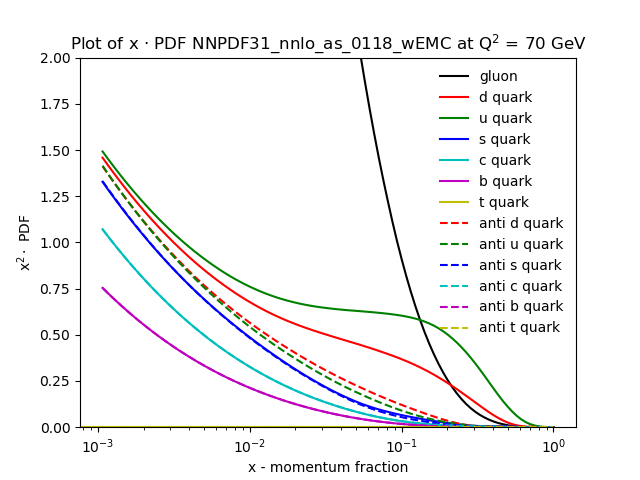 Plot of x · PDF NNPDF31_nnlo_as_0118_wEMC at Q² = 70 GeV
2.00
1.75
1.50
1.25
1.00
0.75
0.50
0.25
0.00
x² · PDF
gluon
d quark
u quark
s quark
c quark
b quark
t quark
anti d quark
anti u quark
anti s quark
anti c quark
anti b quark
anti t quark
10⁻³ 10⁻² 10⁻¹ 10⁰
x - momentum fraction